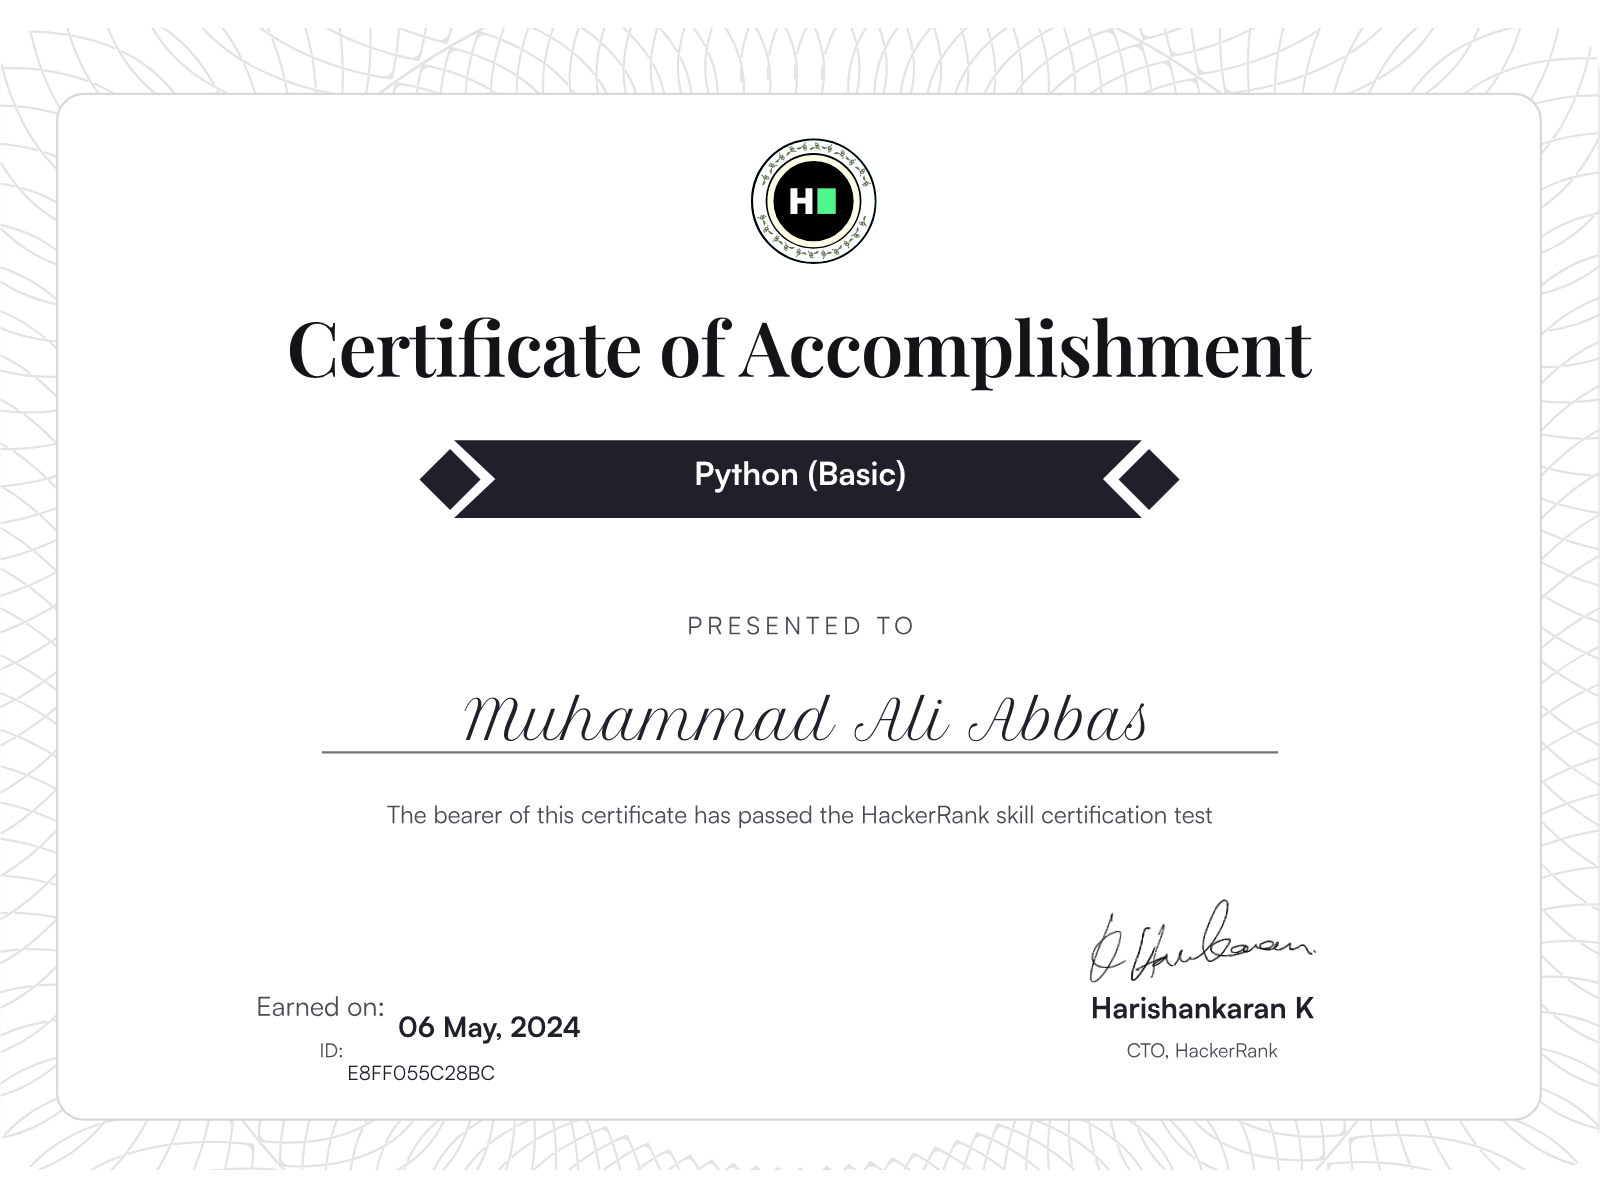 H
Certificate of Accomplishment
Python (Basic)
PRESENTED TO
Muhammad Ali Abbas
The bearer of this certificate has passed the HackerRank skill certification test
Earned on:
06 May, 2024
ID:
E8FF055C28BC
Harishankaran K
CTO, HackerRank